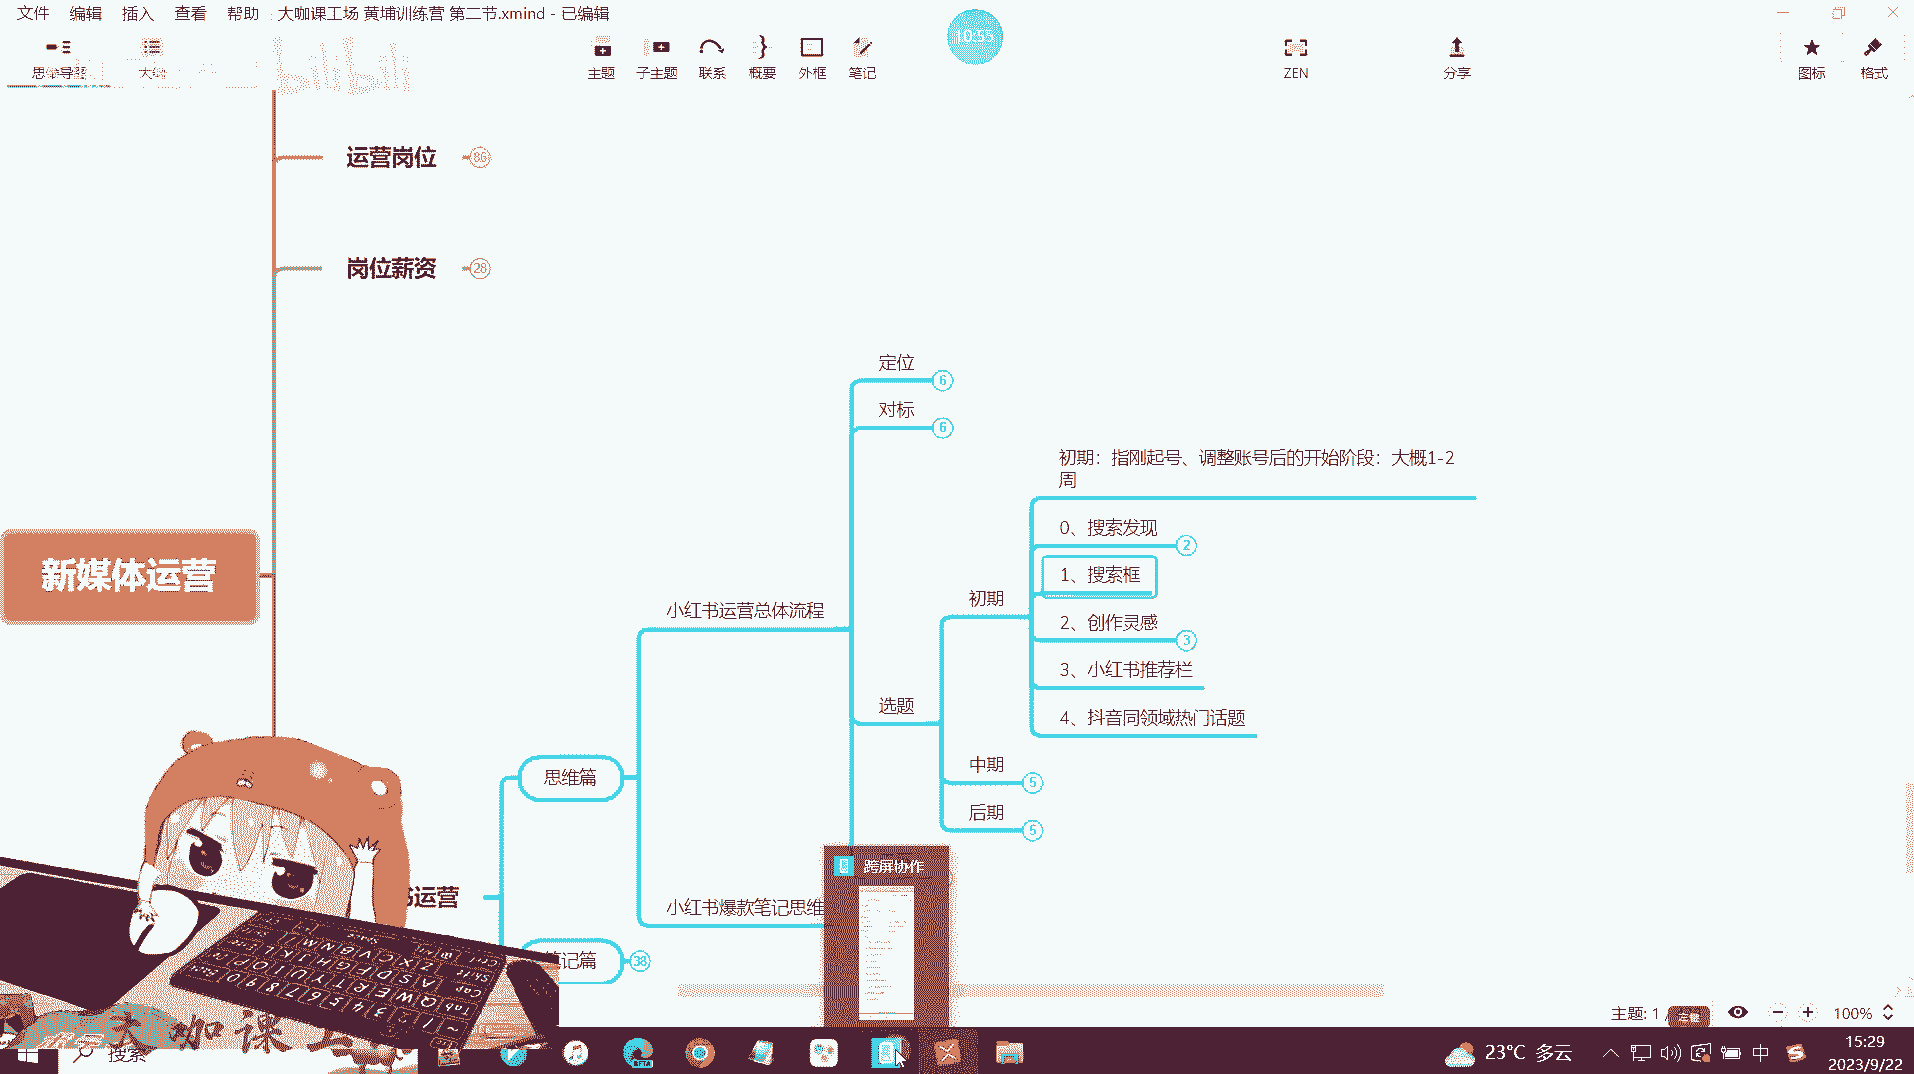 文件 编辑 插入 查看 帮助 大咖课工场 黄埔训练营 第二节.xmind - 已编辑
bilibili
10:55
思维导图 大纲 主题 子主题 联系 概要 外框 笔记 ZEN 分享 图标 格式
运营岗位 86
岗位薪资 28
定位 6
对标 6
初期：指刚起号、调整账号后的开始阶段：大概1-2
周
0、搜索发现 2
1、搜索框
新媒体运营
初期
2、创作灵感 3
小红书运营总体流程
3、小红书推荐栏
选题
4、抖音同领域热门话题
中期 5
思维篇
后期 5
跨屏协作
书运营
小红书爆款笔记思维
笔记篇 38
主题: 1 /
100%
大咖课工
搜索
BETA
23°C 多云
中
15:29
2023/9/22